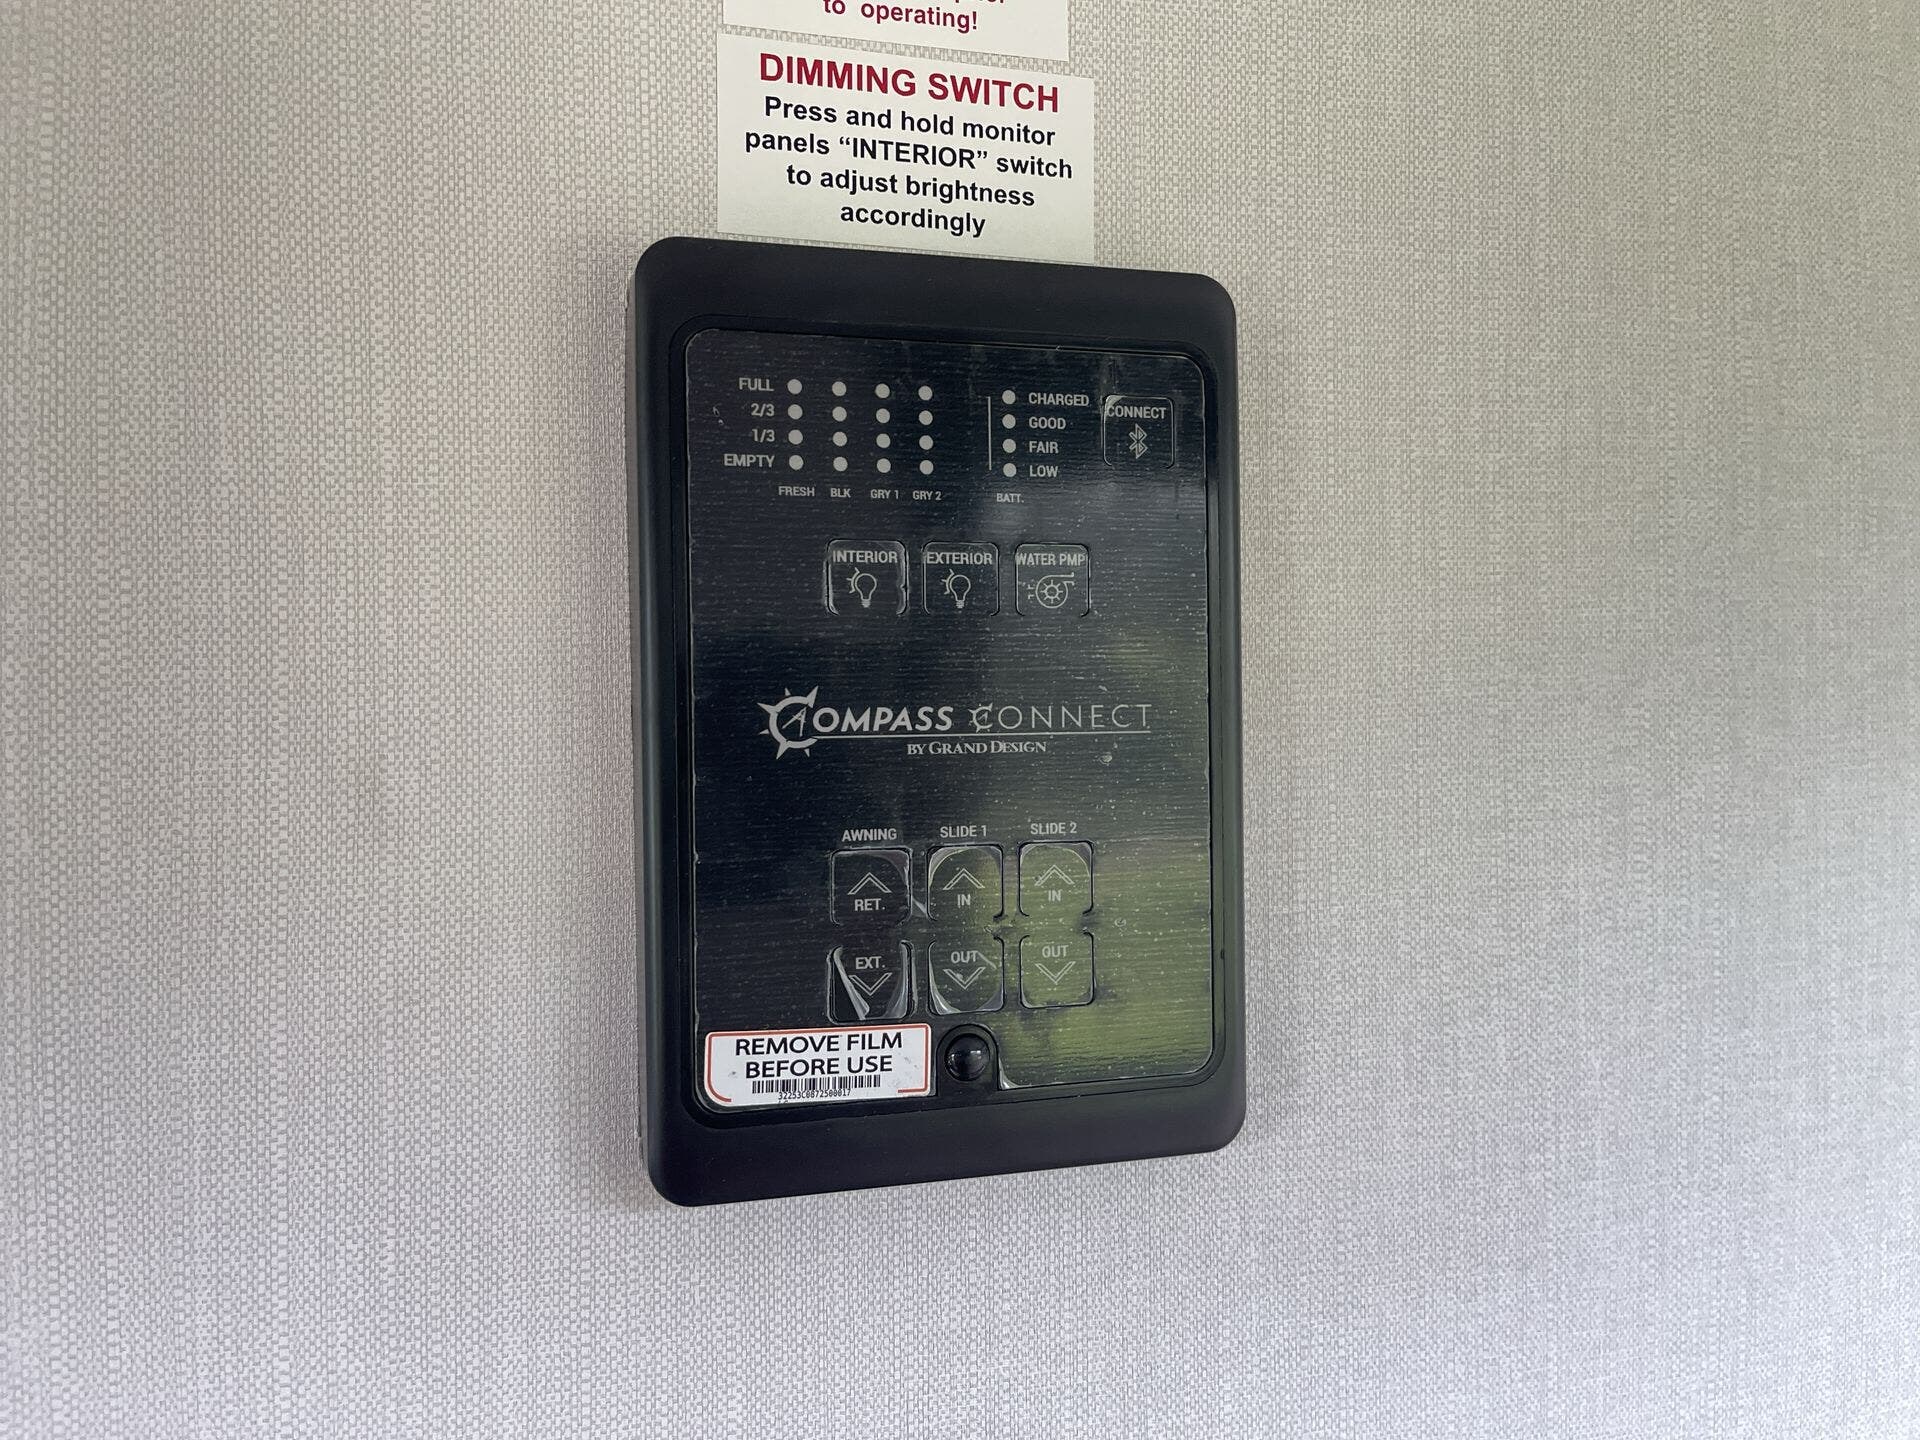 to operating!
DIMMING SWITCH
Press and hold monitor
panels “INTERIOR” switch
to adjust brightness
accordingly
FULL
2/3
1/3
EMPTY
FRESH BLK GRY 1 GRY 2
CHARGED
GOOD
FAIR
LOW
BATT.
CONNECT
INTERIOR EXTERIOR WATER PMP
COMPASS CONNECT
BY GRAND DESIGN
AWNING SLIDE 1 SLIDE 2
RET. IN IN
EXT. OUT OUT
REMOVE FILM
BEFORE USE
32253C0872500017